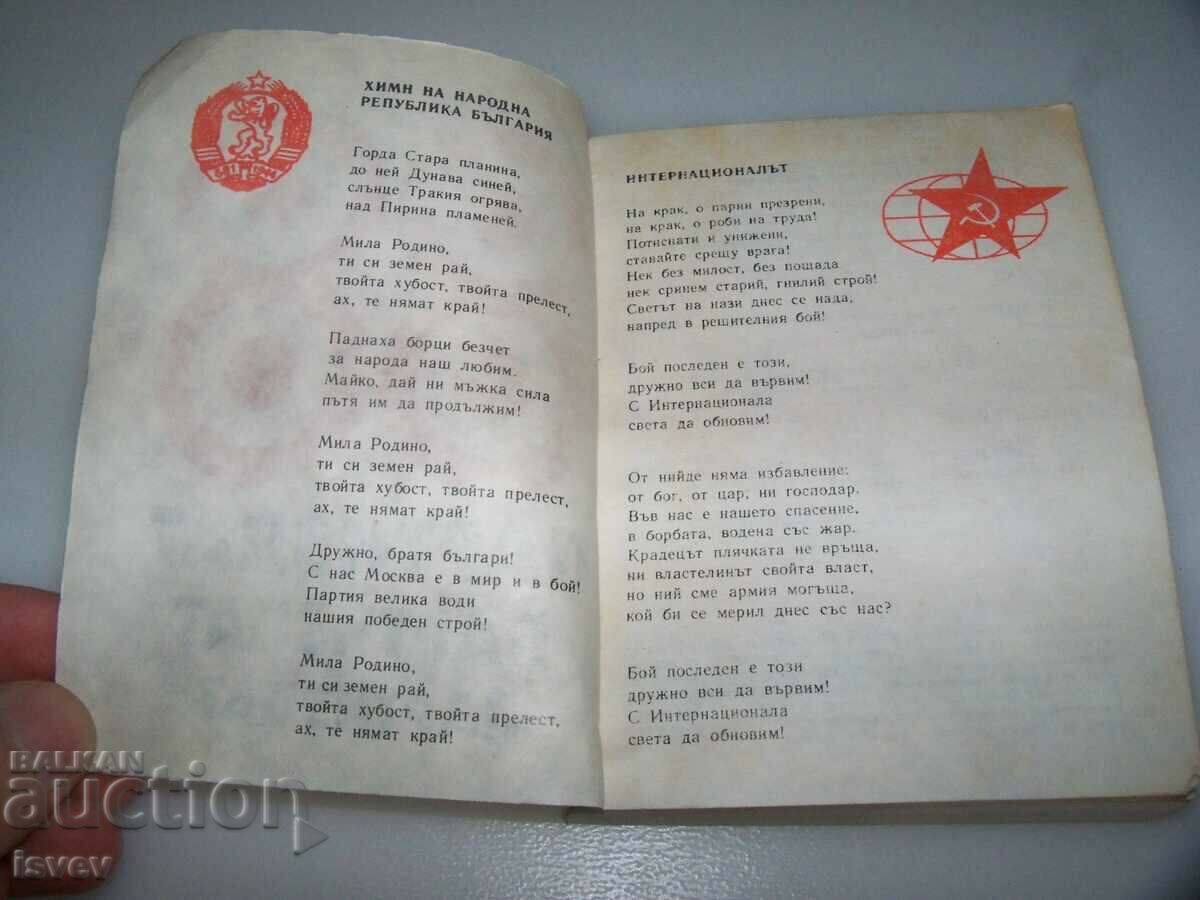 ХИМН НА НАРОДНА
РЕПУБЛИКА БЪЛГАРИЯ
Горда Стара планина,
до ней Дунава синей,
слънце Тракия огрява,
над Пирина пламеней.
Мила Родино,
ти си земен рай,
твойта хубост, твойта прелест,
ах, те нямат край!
Паднаха борци безчет
за народа наш любим.
Майко, дай ни мъжка сила
пътя им да продължим!
Мила Родино,
ти си земен рай,
твойта хубост, твойта прелест,
ах, те нямат край!
Дружно, братя българи!
С нас Москва е в мир и в бой!
Партия велика води
нашия победен строй!
Мила Родино,
ти си земен рай,
твойта хубост, твойта прелест,
ах, те нямат край!
681 1944
ИНТЕРНАЦИОНАЛЪТ
На крак, о парии презрени,
на крак, о роби на труда!
Потиснати и унижени,
ставайте срещу врага!
Нек без милост, без пощада
нек сринем старий, гнилий строй!
Светът на нази днес се нада,
напред в решителния бой!
Бой последен е този,
дружно вси да вървим!
С Интернационала
света да обновим!
От нийде няма избавление:
от бог, от цар, ни господар.
Във нас е нашето спасение,
в борбата, водена със жар.
Крадецът плячката не връща,
ни властелинът свойта власт,
но ний сме армия могъща,
кой би се мерил днес със нас?
Бой последен е този
дружно вси да вървим!
С Интернационала
света да обновим!
BALKAN
auction
isvev